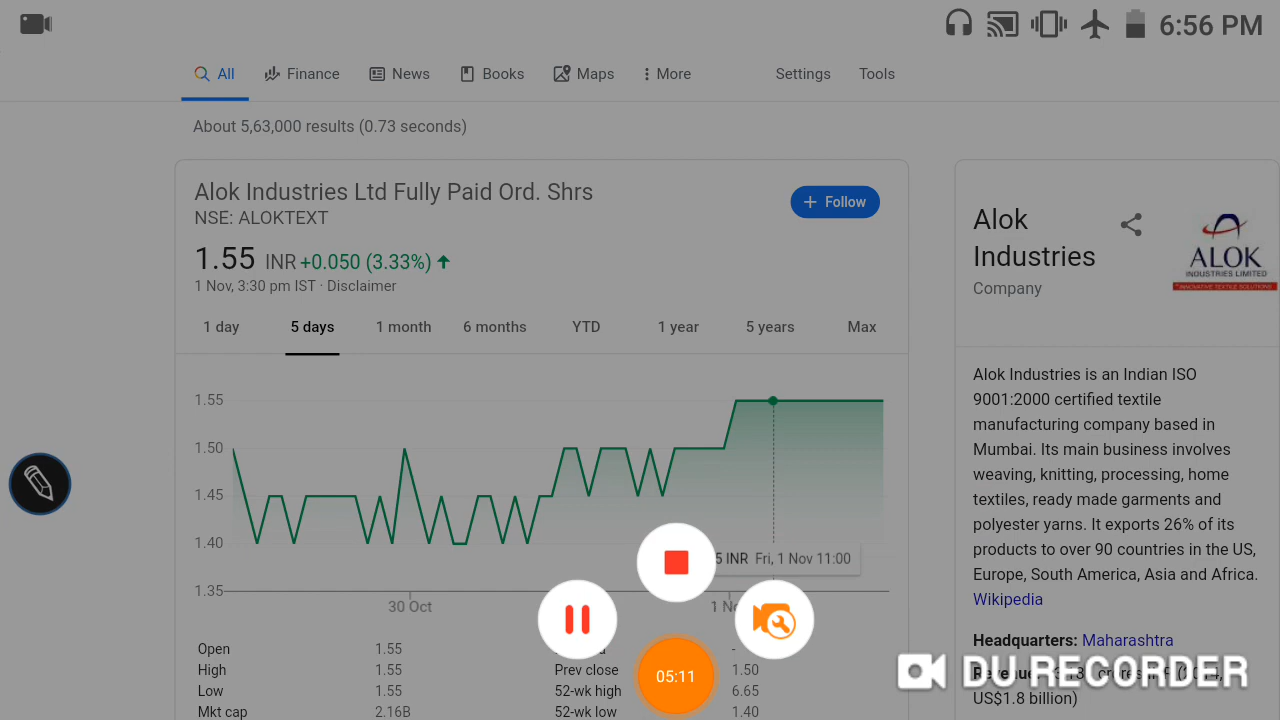 6:56 PM
All Finance News Books Maps More Settings Tools
About 5,63,000 results (0.73 seconds)
Alok Industries Ltd Fully Paid Ord. Shrs
NSE: ALOKTEXT
+ Follow
1.55 INR +0.050 (3.33%)
1 Nov, 3:30 pm IST · Disclaimer
1 day 5 days 1 month 6 months YTD 1 year 5 years Max
1.55
1.50
1.45
1.40
1.35
5 INR Fri, 1 Nov 11:00
30 Oct 1
Open 1.55
High 1.55
Low 1.55
Mkt cap 2.16B
-
Prev close 1.50
52-wk high 6.65
52-wk low 1.40
05:11
Alok
Industries
Company
ALOK
INDUSTRIES LIMITED
"INNOVATIVE TEXTILE SOLUTIONS"
Alok Industries is an Indian ISO
9001:2000 certified textile
manufacturing company based in
Mumbai. Its main business involves
weaving, knitting, processing, home
textiles, ready made garments and
polyester yarns. It exports 26% of its
products to over 90 countries in the US,
Europe, South America, Asia and Africa.
Wikipedia
Headquarters: Maharashtra
US$1.8 billion)
DU RECORDER